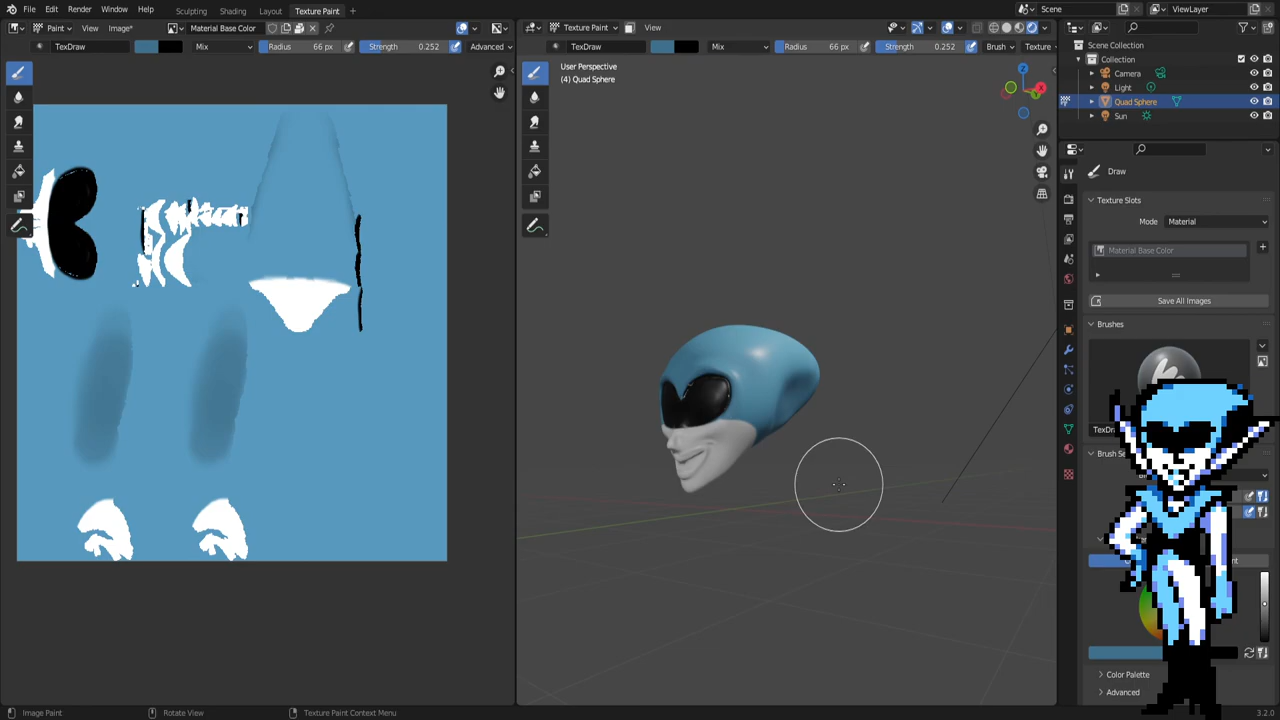 File Edit Render Window Help Sculpting UV Editing Shading Texture Paint + Scene ViewLayer
Paint View Image* Material Base Color Texture Paint View
TexDraw Mix Radius 66 px Strength 0.252 Advanced TexDraw Mix Radius 66 px Strength 0.252 Brush Texture
Scene Collection
Collection
Camera
Light
Quad Sphere
Sun
User Perspective
(4) Quad Sphere
Z
X
Y
Draw
Texture Slots
Mode Material
Material Base Color
Save All Images
Brushes
Color Palette
Advanced
Image Paint Rotate View Texture Paint Context Menu 3.2.0